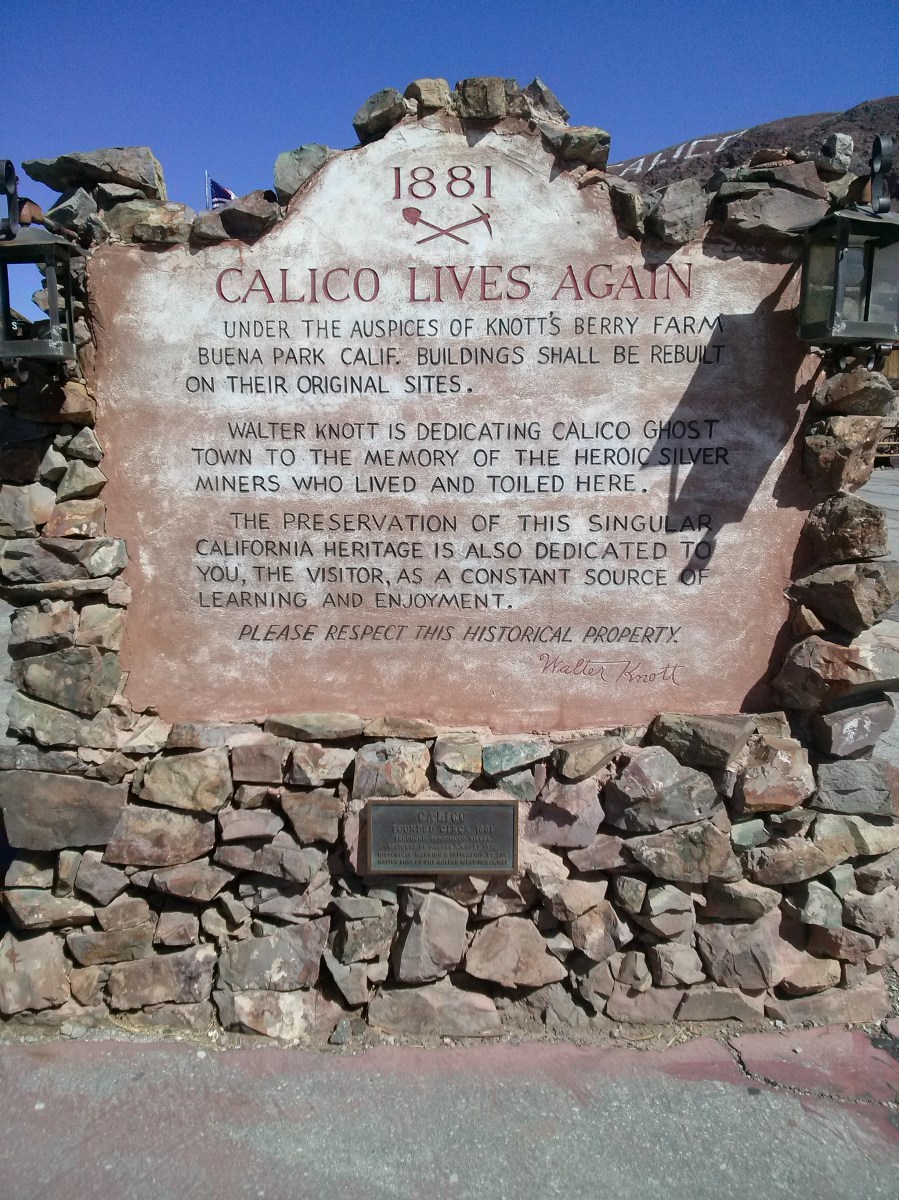 1881
CALICO LIVES AGAIN
UNDER THE AUSPICES OF KNOTT'S BERRY FARM
BUENA PARK CALIF. BUILDINGS SHALL BE REBUILT
ON THEIR ORIGINAL SITES.
WALTER KNOTT IS DEDICATING CALICO GHOST
TOWN TO THE MEMORY OF THE HEROIC SILVER
MINERS WHO LIVED AND TOILED HERE.
THE PRESERVATION OF THIS SINGULAR
CALIFORNIA HERITAGE IS ALSO DEDICATED TO
YOU, THE VISITOR, AS A CONSTANT SOURCE OF
LEARNING AND ENJOYMENT.
PLEASE RESPECT THIS HISTORICAL PROPERTY.
Walter Knott
CALICO
FOUNDED CIRCA 1881